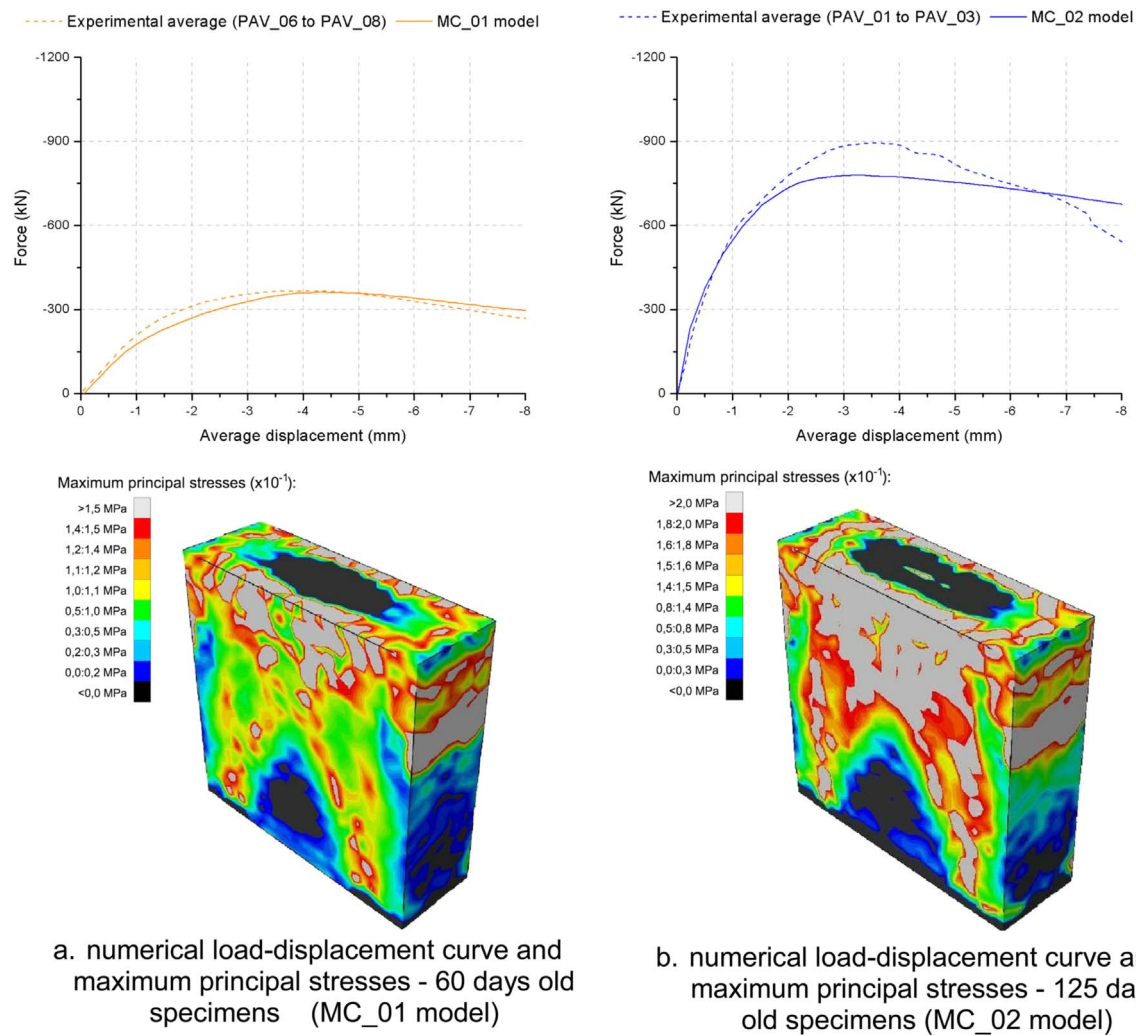 Experimental average (PAV_06 to PAV_08) MC_01 model
-1200
-900
-600
-300
0
Force (kN)
0 -1 -2 -3 -4 -5 -6 -7 -8
Average displacement (mm)
Experimental average (PAV_01 to PAV_03) MC_02 model
-1200
-900
-600
-300
0
Force (kN)
0 -1 -2 -3 -4 -5 -6 -7 -8
Average displacement (mm)
Maximum principal stresses (x10⁻¹):
>1,5 MPa
1,4:1,5 MPa
1,2:1,4 MPa
1,1:1,2 MPa
1,0:1,1 MPa
0,5:1,0 MPa
0,3:0,5 MPa
0,2:0,3 MPa
0,0:0,2 MPa
<0,0 MPa
Maximum principal stresses (x10⁻¹):
>2,0 MPa
1,8:2,0 MPa
1,6:1,8 MPa
1,5:1,6 MPa
1,4:1,5 MPa
0,8:1,4 MPa
0,5:0,8 MPa
0,3:0,5 MPa
0,0:0,3 MPa
<0,0 MPa
a. numerical load-displacement curve and
maximum principal stresses - 60 days old
specimens (MC_01 model)
b. numerical load-displacement curve a
maximum principal stresses - 125 da
old specimens (MC_02 model)